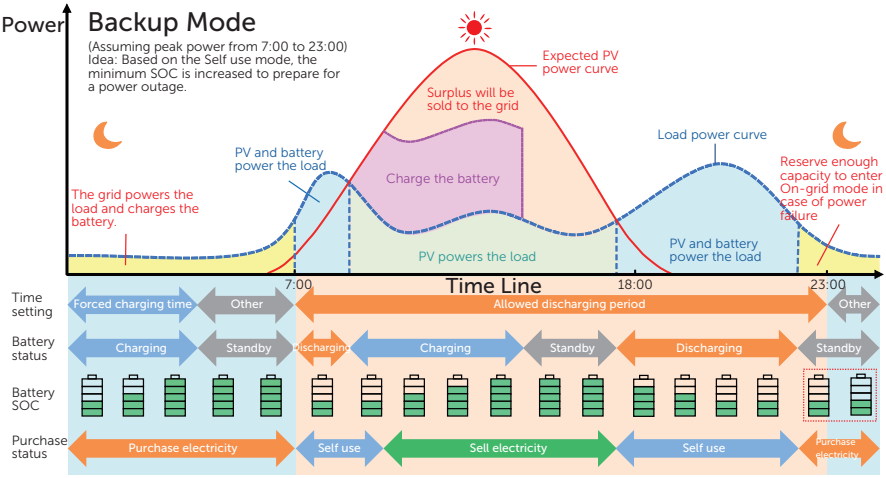 Power
Backup Mode
(Assuming peak power from 7:00 to 23:00)
Idea: Based on the Self use mode, the
minimum SOC is increased to prepare for
a power outage.
Expected PV
power curve
Surplus will be
sold to the grid
PV and battery
power the load
Load power curve
Charge the battery
Reserve enough
capacity to enter
On-grid mode in
case of power
failure
The grid powers the
load and charges the
battery.
PV powers the load
PV and battery
power the load
7:00
Time Line
18:00
23:00
Time
setting
Forced charging time
Other
Allowed discharging period
Other
Battery
status
Charging
Standby
Discharging
Charging
Standby
Discharging
Standby
Battery
SOC
Purchase
status
Purchase electricity
Self use
Sell electricity
Self use
Purchase
electricity